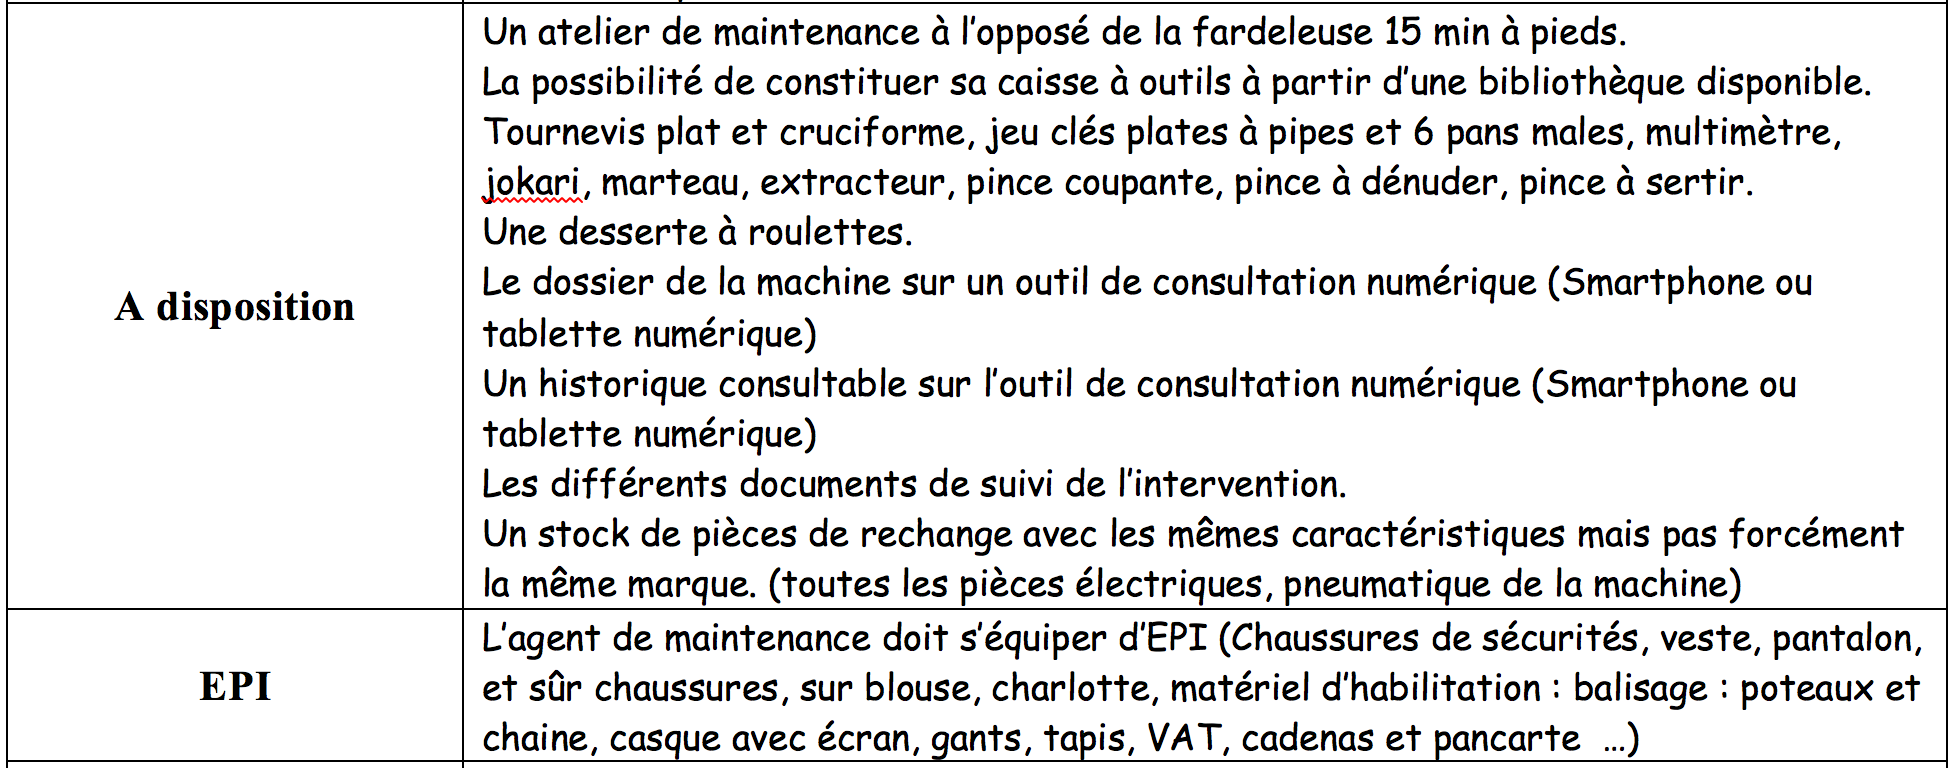 A disposition
Un atelier de maintenance à l'opposé de la fardeleuse 15 min à pieds.
La possibilité de constituer sa caisse à outils à partir d'une bibliothèque disponible.
Tournevis plat et cruciforme, jeu clés plates à pipes et 6 pans males, multimètre,
jokari, marteau, extracteur, pince coupante, pince à dénuder, pince à sertir.
Une desserte à roulettes.
Le dossier de la machine sur un outil de consultation numérique (Smartphone ou
tablette numérique)
Un historique consultable sur l'outil de consultation numérique (Smartphone ou
tablette numérique)
Les différents documents de suivi de l'intervention.
Un stock de pièces de rechange avec les mêmes caractéristiques mais pas forcément
la même marque. (toutes les pièces électriques, pneumatique de la machine)
EPI
L'agent de maintenance doit s'équiper d'EPI (Chaussures de sécurités, veste, pantalon,
et sûr chaussures, sur blouse, charlotte, matériel d'habilitation : balisage : poteaux et
chaine, casque avec écran, gants, tapis, VAT, cadenas et pancarte  ...)